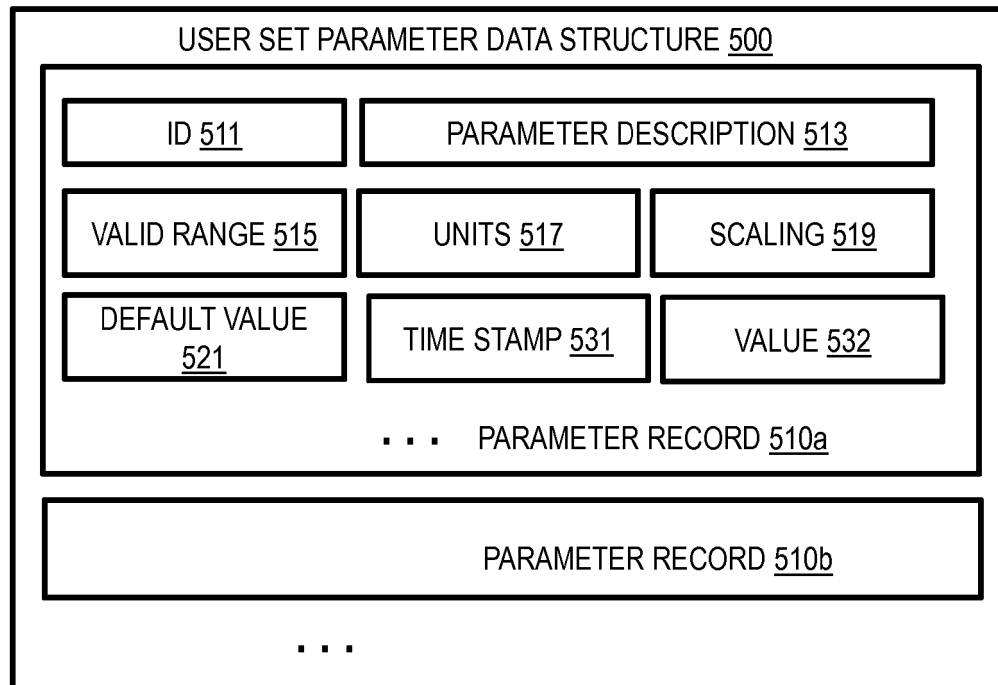 USER SET PARAMETER DATA STRUCTURE 500
ID 511
PARAMETER DESCRIPTION 513
VALID RANGE 515
UNITS 517
SCALING 519
DEFAULT VALUE
521
TIME STAMP 531
VALUE 532
... PARAMETER RECORD 510a
PARAMETER RECORD 510b
...